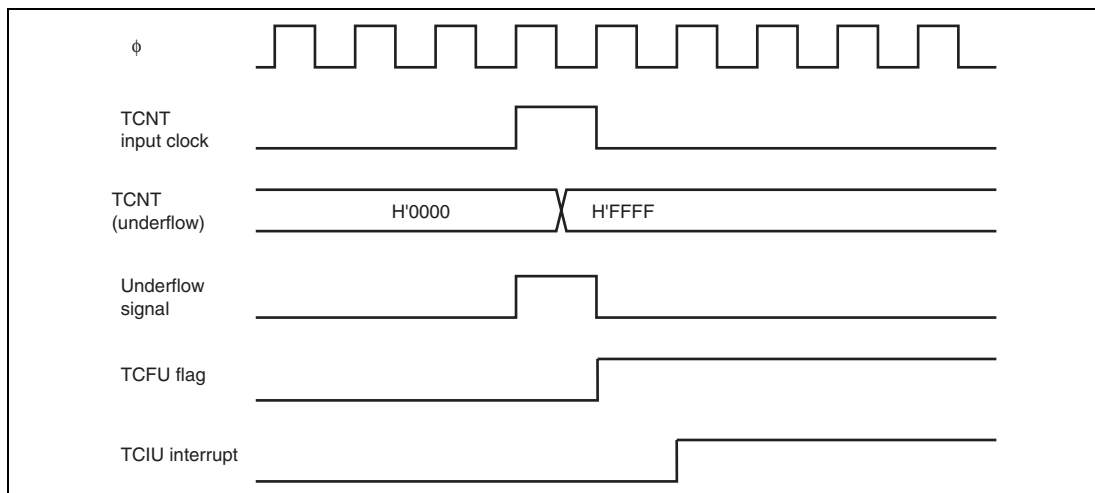 ϕ
TCNT
input clock
TCNT
(underflow)
H'0000 H'FFFF
Underflow
signal
TCFU flag
TCIU interrupt